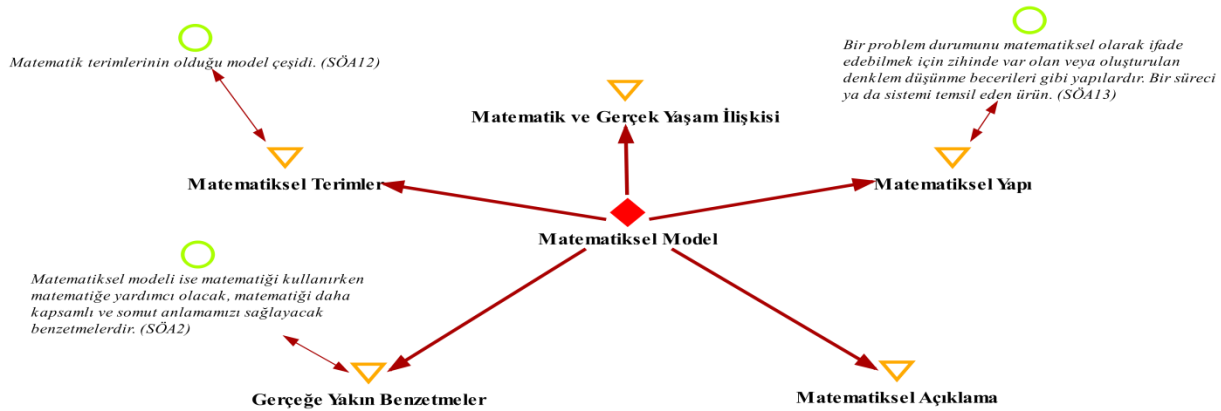 Matematik terimlerinin olduğu model çeşidi. (SÖA12)
Bir problem durumunu matematiksel olarak ifade
edebilmek için zihinde var olan veya oluşturulan
denklem düşünme becerileri gibi yapılardır. Bir süreci
ya da sistemi temsil eden ürün. (SÖA13)
Matematik ve Gerçek Yaşam İlişkisi
Matematiksel Terimler
Matematiksel Yapı
Matematiksel Model
Matematiksel modeli ise matematiği kullanırken
matematiğe yardımcı olacak, matematiği daha
kapsamlı ve somut anlamamızı sağlayacak
benzetmelerdir. (SÖA2)
Gerçeğe Yakın Benzetmeler
Matematiksel Açıklama